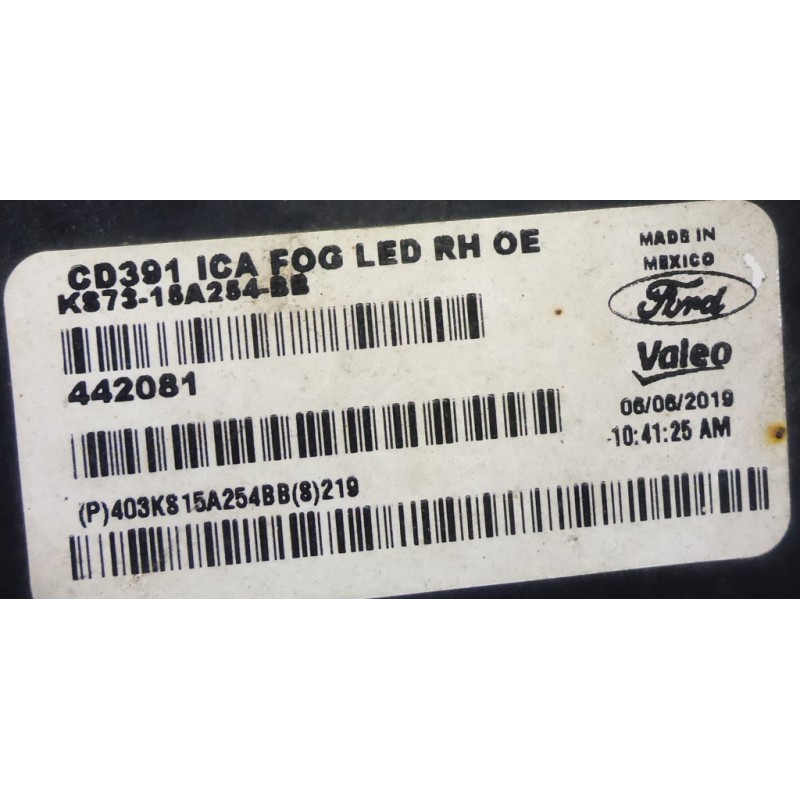 CD391 ICA FOG LED RH OE
KS73-15A254-BB
442081
(P)403KS15A254BB(8)219
MADE IN
MEXICO
Ford
Valeo
06/06/2019
10:41:25 AM